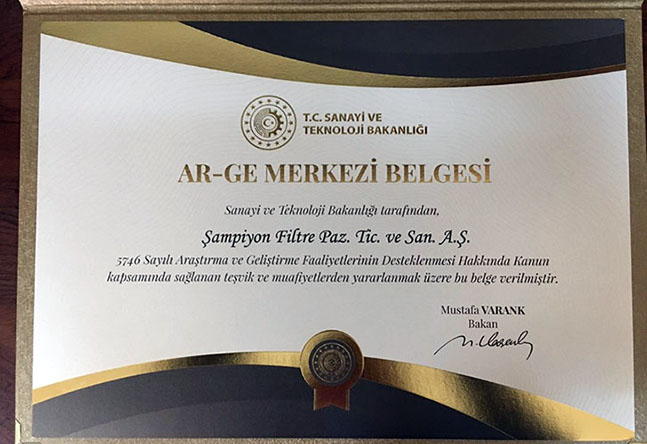 T.C. SANAYİ VE
TEKNOLOJİ BAKANLIĞI
AR-GE MERKEZİ BELGESİ
Sanayi ve Teknoloji Bakanlığı tarafından,
Şampiyon Filtre Paz. Tic. ve San. A.Ş.
5746 Sayılı Araştırma ve Geliştirme Faaliyetlerinin Desteklenmesi Hakkında Kanun
kapsamında sağlanan teşvik ve muafiyetlerden yararlanmak üzere bu belge verilmiştir.
Mustafa VARANK
Bakan